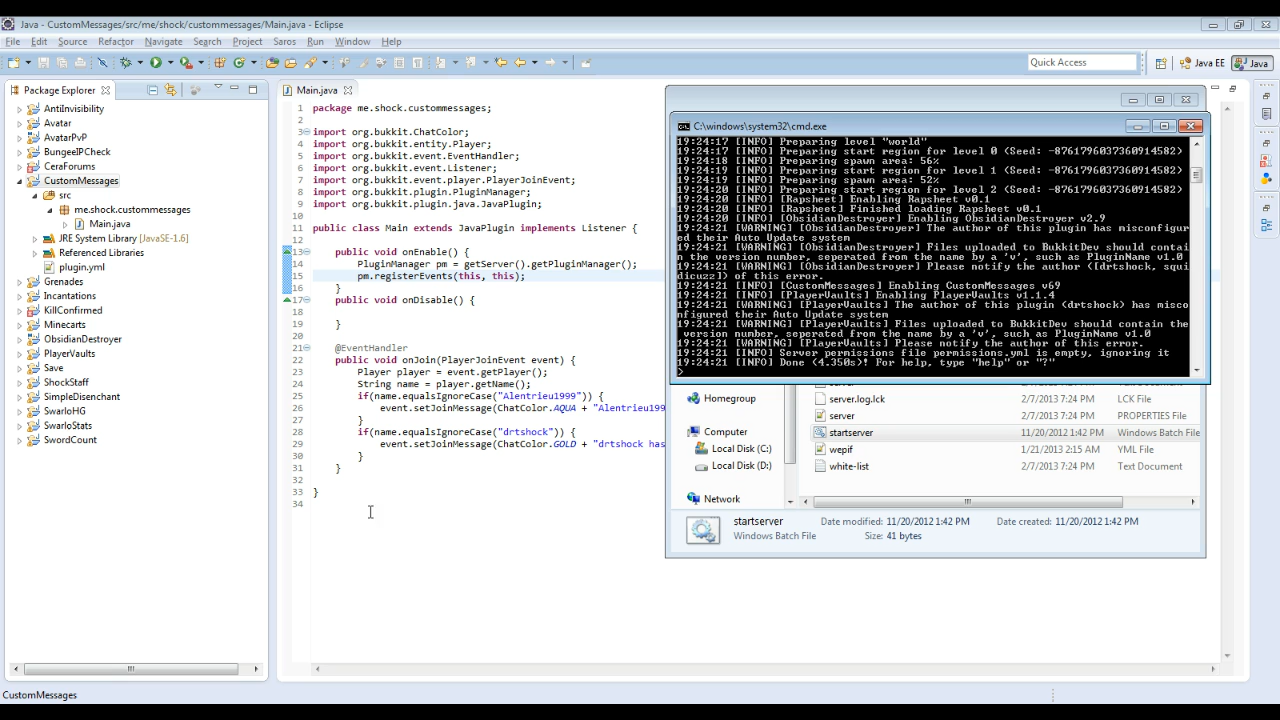 Java - CustomMessages/src/me/shock/custommessages/Main.java - Eclipse
File Edit Source Refactor Navigate Search Project Saros Run Window Help
Quick Access
Java EE
Java
Package Explorer
AntiInvisibility
Avatar
AvatarPvP
BungeeIPCheck
CeraForums
CustomMessages
src
me.shock.custommessages
Main.java
JRE System Library [JavaSE-1.6]
Referenced Libraries
plugin.yml
Grenades
Incantations
KillConfirmed
Minecarts
ObsidianDestroyer
PlayerVaults
Save
ShockStaff
SimpleDisenchant
SwarloHG
SwarloStats
SwordCount
Main.java
1 package me.shock.custommessages;
2
3 import org.bukkit.ChatColor;
4 import org.bukkit.entity.Player;
5 import org.bukkit.event.EventHandler;
6 import org.bukkit.event.Listener;
7 import org.bukkit.event.player.PlayerJoinEvent;
8 import org.bukkit.plugin.PluginManager;
9 import org.bukkit.plugin.java.JavaPlugin;
10
11 public class Main extends JavaPlugin implements Listener {
12
13 public void onEnable() {
14 PluginManager pm = getServer().getPluginManager();
15 pm.registerEvents(this, this);
16 }
17 public void onDisable() {
18
19 }
20
21 @EventHandler
22 public void onJoin(PlayerJoinEvent event) {
23 Player player = event.getPlayer();
24 String name = player.getName();
25 if(name.equalsIgnoreCase("Alentrieu1999")) {
26 event.setJoinMessage(ChatColor.AQUA + "Alentrieu199
27 }
28 if(name.equalsIgnoreCase("drtshock")) {
29 event.setJoinMessage(ChatColor.GOLD + "drtshock has
30 }
31 }
32
33 }
34
C:\windows\system32\cmd.exe
19:24:17 [INFO] Preparing level "world"
19:24:17 [INFO] Preparing start region for level 0 (Seed: -8761796037360914582)
19:24:18 [INFO] Preparing spawn area: 56%
19:24:19 [INFO] Preparing start region for level 1 (Seed: -8761796037360914582)
19:24:19 [INFO] Preparing spawn area: 52%
19:24:20 [INFO] Preparing start region for level 2 (Seed: -8761796037360914582)
19:24:20 [INFO] [Rapsheet] Enabling Rapsheet v0.1
19:24:20 [INFO] [Rapsheet] Finished loading Rapsheet v0.1
19:24:20 [INFO] [ObsidianDestroyer] Enabling ObsidianDestroyer v2.9
19:24:21 [WARNING] [ObsidianDestroyer] The author of this plugin has misconfigur
ed their Auto Update system
19:24:21 [WARNING] [ObsidianDestroyer] Files uploaded to BukkitDev should contai
n the version number, seperated from the name by a 'v', such as PluginName v1.0
19:24:21 [WARNING] [ObsidianDestroyer] Please notify the author ([drtshock, squi
dicuzz]) of this error.
19:24:21 [INFO] [CustomMessages] Enabling CustomMessages v69
19:24:21 [INFO] [PlayerVaults] Enabling PlayerVaults v1.1.4
19:24:21 [WARNING] [PlayerVaults] The author of this plugin (drtshock) has misco
nfigured their Auto Update system
19:24:21 [WARNING] [PlayerVaults] Files uploaded to BukkitDev should contain the
version number, seperated from the name by a 'v', such as PluginName v1.0
19:24:21 [WARNING] [PlayerVaults] Please notify the author of this error.
19:24:21 [INFO] Server permissions file permissions.yml is empty, ignoring it
19:24:21 [INFO] Done (4.350s)! For help, type "help" or "?"
>
Homegroup
Computer
Local Disk (C:)
Local Disk (D:)
Network
server.log.lck 2/7/2013 7:24 PM LCK File
server 2/7/2013 7:24 PM PROPERTIES File
startserver 11/20/2012 1:42 PM Windows Batch File
wepif 1/21/2013 2:15 AM YML File
white-list 2/7/2013 7:24 PM Text Document
startserver Date modified: 11/20/2012 1:42 PM Date created: 11/20/2012 1:42 PM
Windows Batch File Size: 41 bytes
CustomMessages